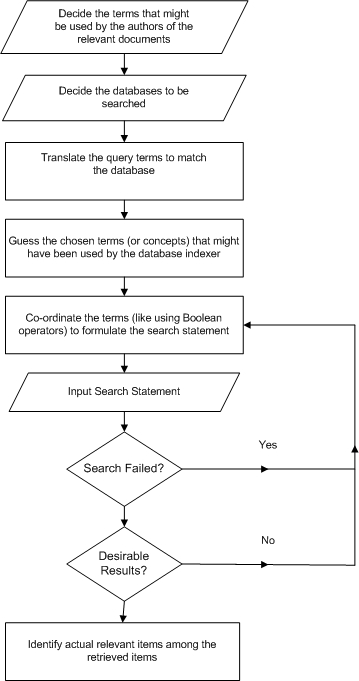 Decide the terms that might
be used by the authors of the
relevant documents
Decide the databases to be
searched
Translate the query terms to match
the database
Guess the chosen terms (or concepts) that might
have been used by the database indexer
Co-ordinate the terms (like using Boolean
operators) to formulate the search statement
Input Search Statement
Yes
Search Failed?
No
Desirable
Results?
Identify actual relevant items among the
retrieved items